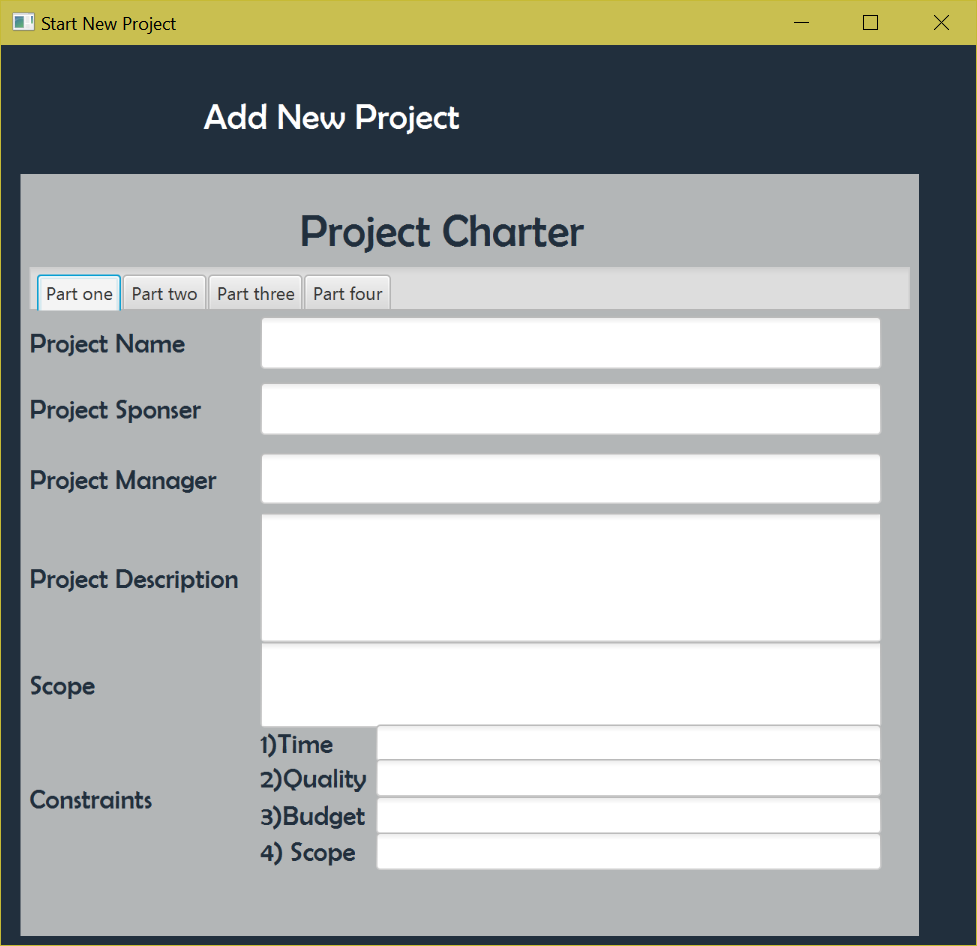 Start New Project
Add New Project
Project Charter
Part one Part two Part three Part four
Project Name
Project Sponser
Project Manager
Project Description
Scope
Constraints
1)Time
2)Quality
3)Budget
4) Scope